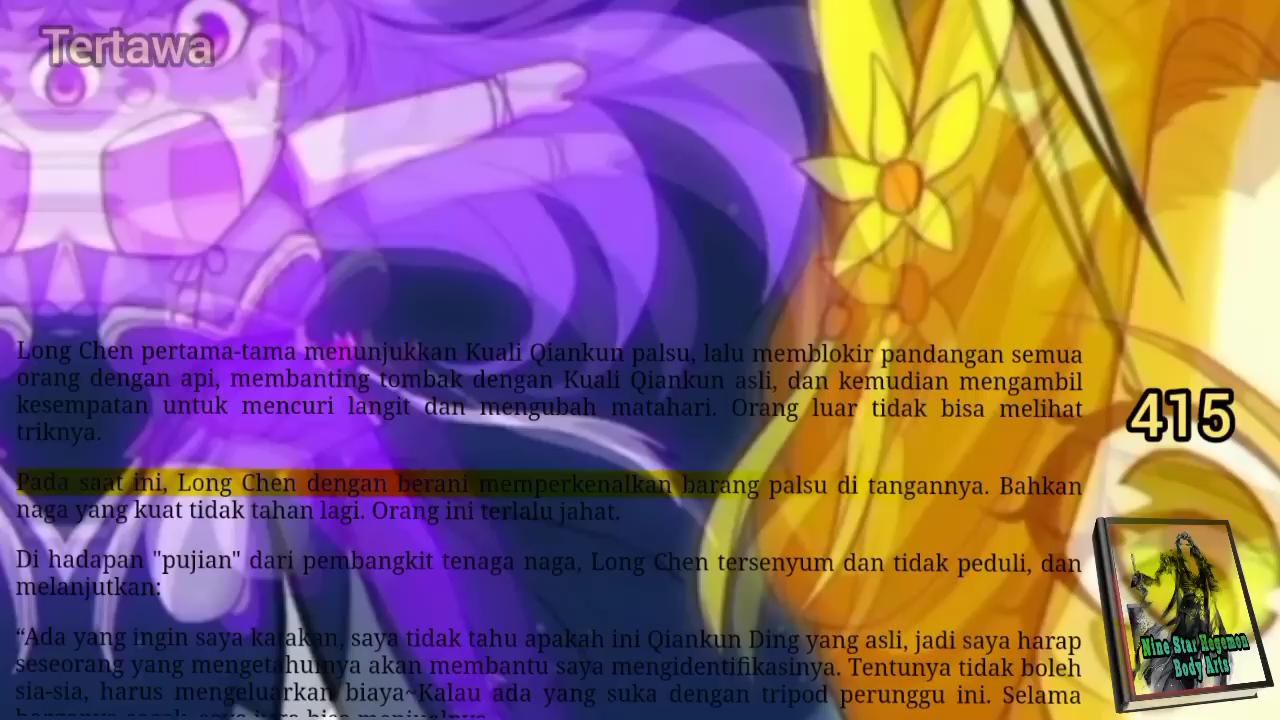 Tertawa
Long Chen pertama-tama menunjukkan Kuali Qiankun palsu, lalu memblokir pandangan semua
orang dengan api, membanting tombak dengan Kuali Qiankun asli, dan kemudian mengambil
kesempatan untuk mencuri langit dan mengubah matahari. Orang luar tidak bisa melihat
triknya.
415
Pada saat ini, Long Chen dengan berani memperkenalkan barang palsu di tangannya. Bahkan
naga yang kuat tidak tahan lagi. Orang ini terlalu jahat.
Di hadapan "pujian" dari pembangkit tenaga naga, Long Chen tersenyum dan tidak peduli, dan
melanjutkan:
“Ada yang ingin saya katakan, saya tidak tahu apakah ini Qiankun Ding yang asli, jadi saya harap
seseorang yang mengetahuinya akan membantu saya mengidentifikasinya. Tentunya tidak boleh
sia-sia, harus mengeluarkan biaya~Kalau ada yang suka dengan tripod perunggu ini. Selama
Nine Star Hegemon
Body Arts